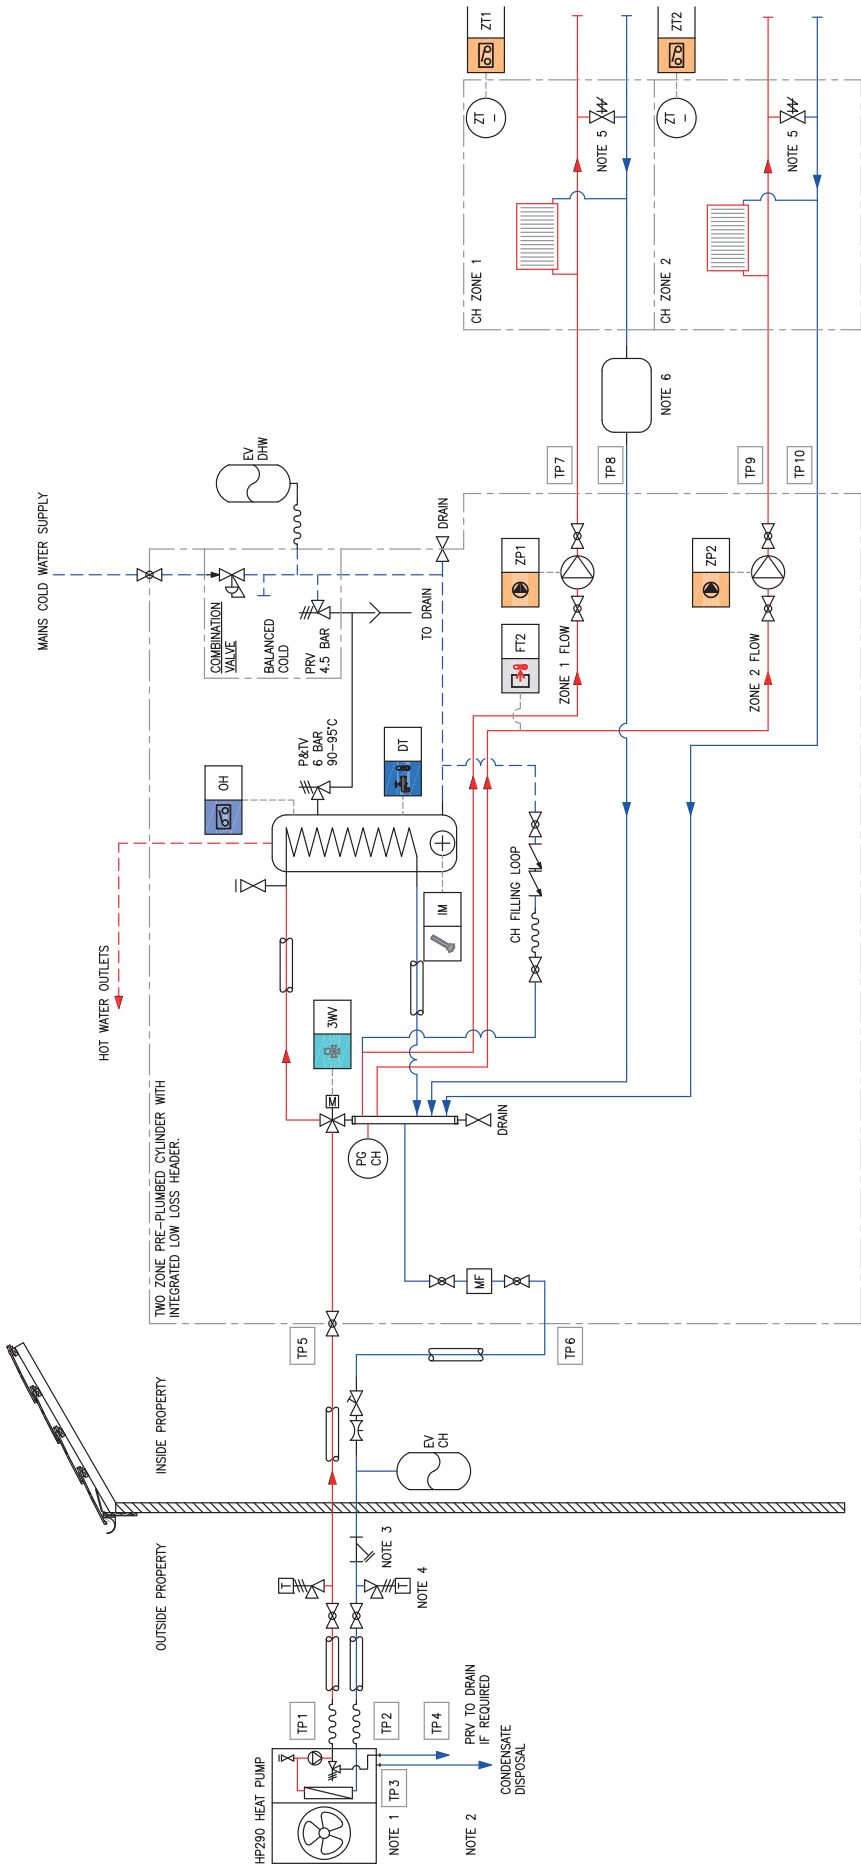 HP290 HEAT PUMP
NOTE 1
NOTE 2
TP1
TP2
TP3
TP4
PRV TO DRAIN
IF REQUIRED
CONDENSATE
DISPOSAL
OUTSIDE PROPERTY
INSIDE PROPERTY
T
T
NOTE 4
NOTE 3
EV
CH
TP5
TP6
TWO ZONE PRE-PLUMBED CYLINDER WITH
INTEGRATED LOW LOSS HEADER.
MF
PG
CH
M
3WV
DRAIN
HOT WATER OUTLETS
IM
OH
DT
P&TV
6 BAR
90-95°C
CH FILLING LOOP
MAINS COLD WATER SUPPLY
COMBINATION
VALVE
BALANCED
COLD
PRV
4.5 BAR
TO DRAIN
EV
DHW
DRAIN
FT2
ZONE 1 FLOW
ZONE 2 FLOW
ZP1
ZP2
TP7
TP8
TP9
TP10
NOTE 6
CH ZONE 1
CH ZONE 2
NOTE 5
NOTE 5
ZT
-
ZT
-
ZT1
ZT2